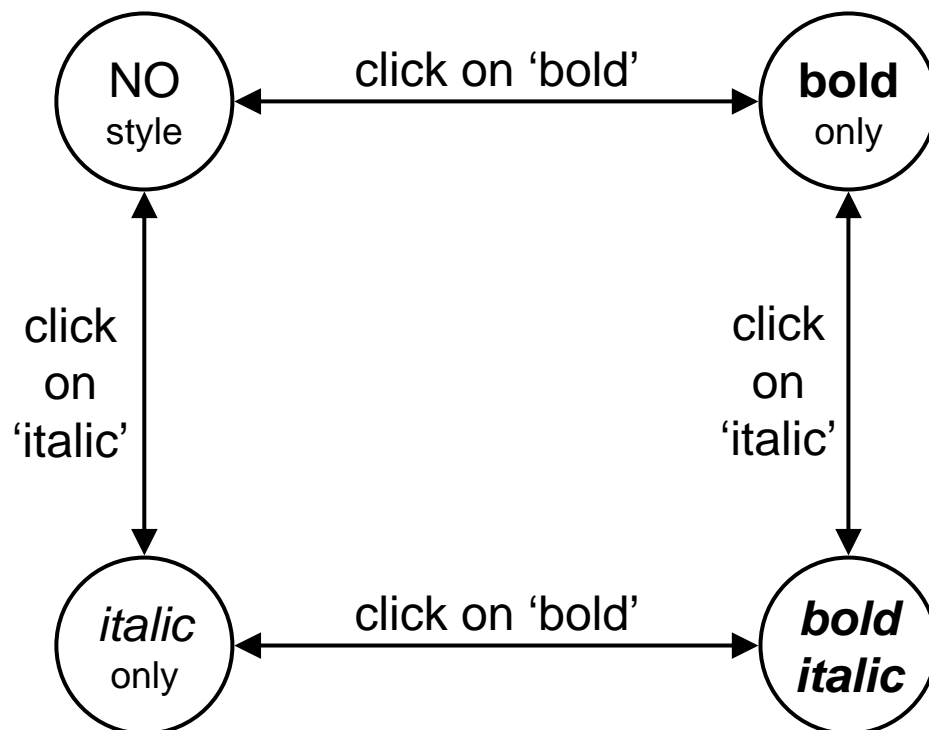 NO
style
click on ‘bold’
bold
only
click
on
‘italic’
click
on
‘italic’
italic
only
click on ‘bold’
bold
italic